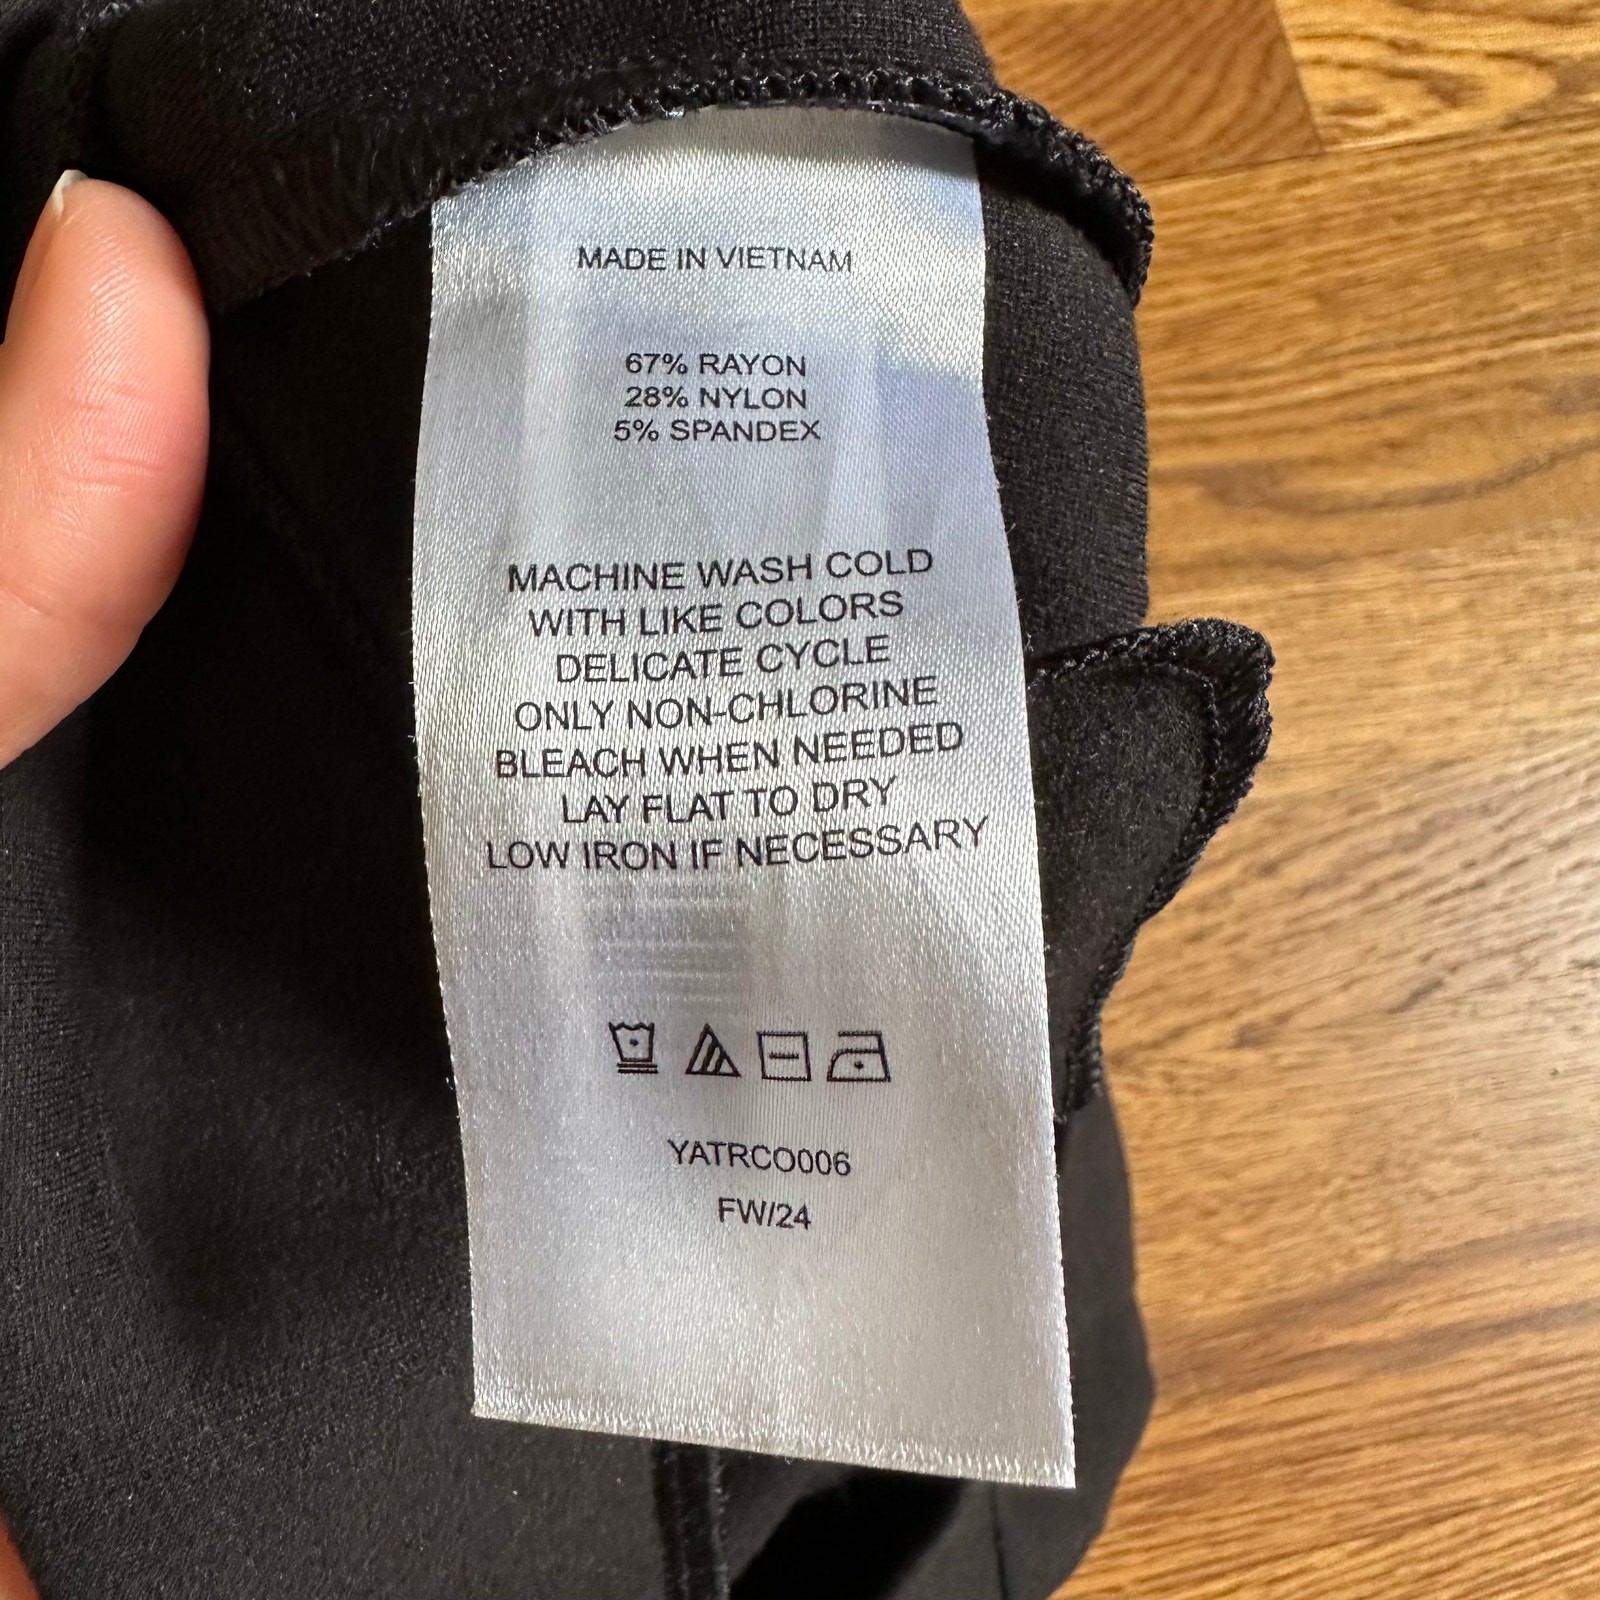 MADE IN VIETNAM
67% RAYON
28% NYLON
5% SPANDEX
MACHINE WASH COLD
WITH LIKE COLORS
DELICATE CYCLE
ONLY NON-CHLORINE
BLEACH WHEN NEEDED
LAY FLAT TO DRY
LOW IRON IF NECESSARY
YATRCO006
FW/24